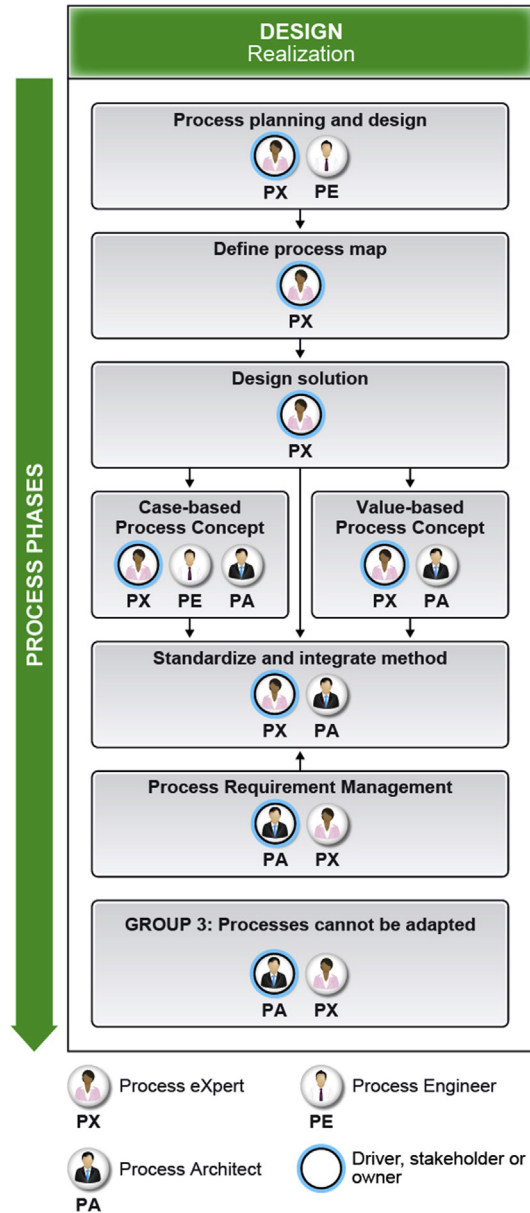 DESIGN
Realization
PROCESS PHASES
Process planning and design
PX PE
Define process map
PX
Design solution
PX
Case-based
Process Concept
PX PE PA
Value-based
Process Concept
PX PA
Standardize and integrate method
PX PA
Process Requirement Management
PA PX
GROUP 3: Processes cannot be adapted
PA PX
Process eXpert
PX
Process Engineer
PE
Process Architect
PA
Driver, stakeholder or
owner